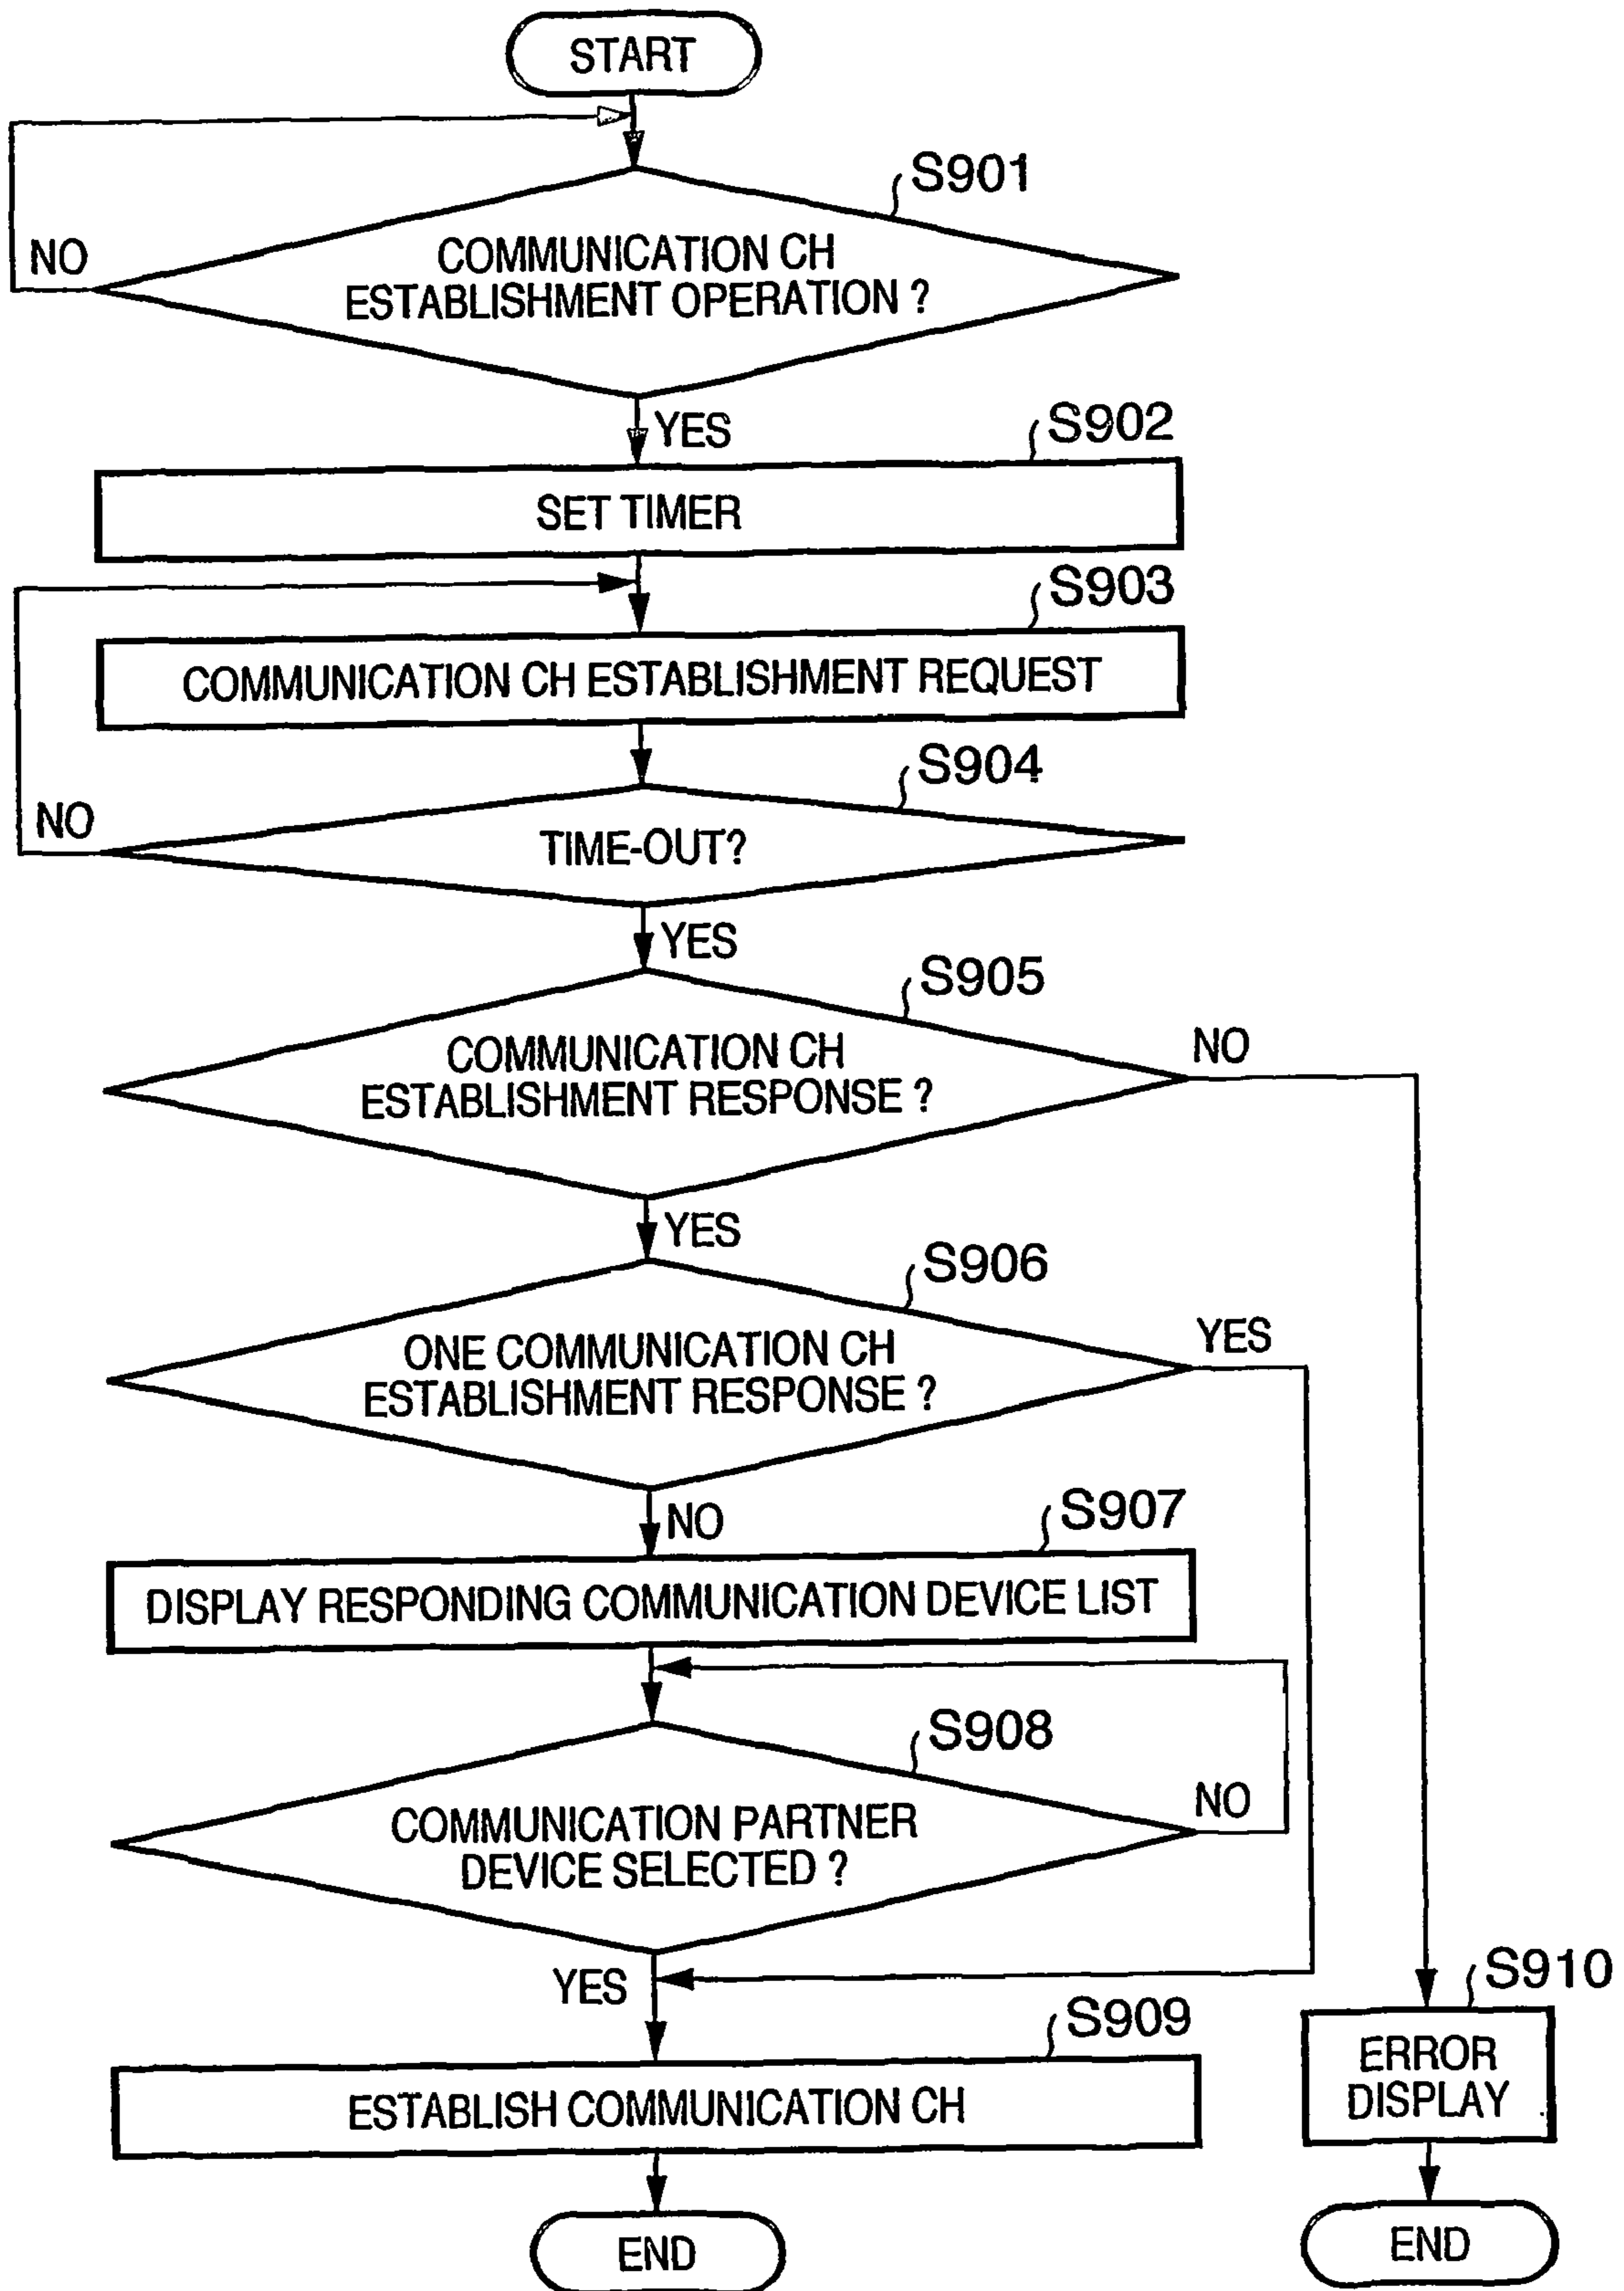 START
S901
NO
COMMUNICATION CH
ESTABLISHMENT OPERATION ?
YES
S902
SET TIMER
S903
COMMUNICATION CH ESTABLISHMENT REQUEST
S904
NO
TIME-OUT?
YES
S905
NO
COMMUNICATION CH
ESTABLISHMENT RESPONSE ?
YES
S906
YES
ONE COMMUNICATION CH
ESTABLISHMENT RESPONSE ?
NO
S907
DISPLAY RESPONDING COMMUNICATION DEVICE LIST
S908
NO
COMMUNICATION PARTNER
DEVICE SELECTED ?
YES
S909
ESTABLISH COMMUNICATION CH
END
S910
ERROR
DISPLAY
END